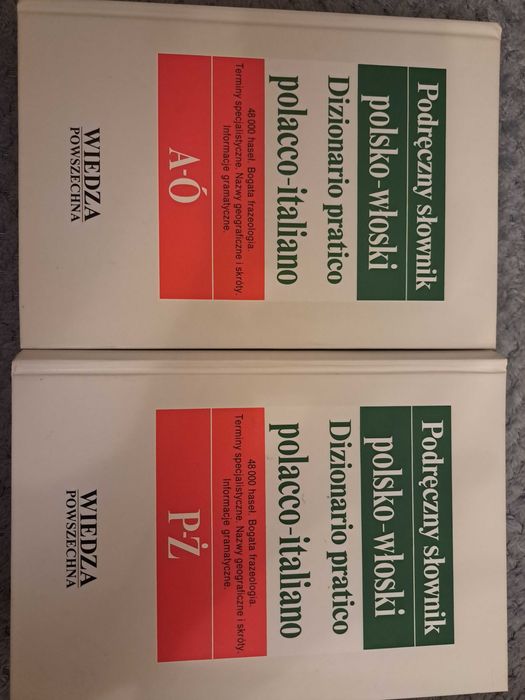 Podręczny słownik
polsko-włoski
Dizionario pratico
polacco-italiano
48 000 haseł. Bogata frazeologia.
Terminy specjalistyczne. Nazwy geograficzne i skróty.
Informacje gramatyczne.
A-Ó
WIEDZA
POWSZECHNA
Podręczny słownik
polsko-włoski
Dizionario pratico
polacco-italiano
48 000 haseł. Bogata frazeologia.
Terminy specjalistyczne. Nazwy geograficzne i skróty.
Informacje gramatyczne.
P-Ż
WIEDZA
POWSZECHNA